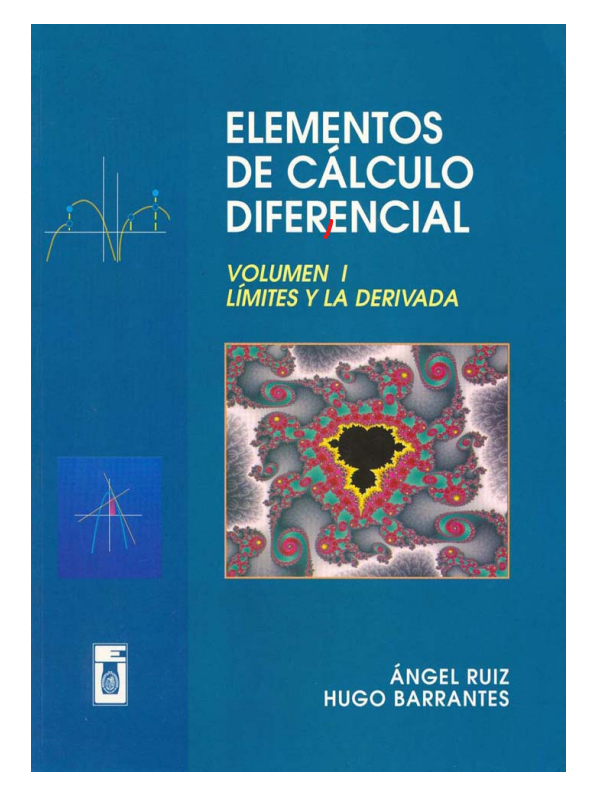 ELEMENTOS
DE CÁLCULO
DIFERENCIAL
VOLUMEN I
LÍMITES Y LA DERIVADA
E
U
ÁNGEL RUIZ
HUGO BARRANTES